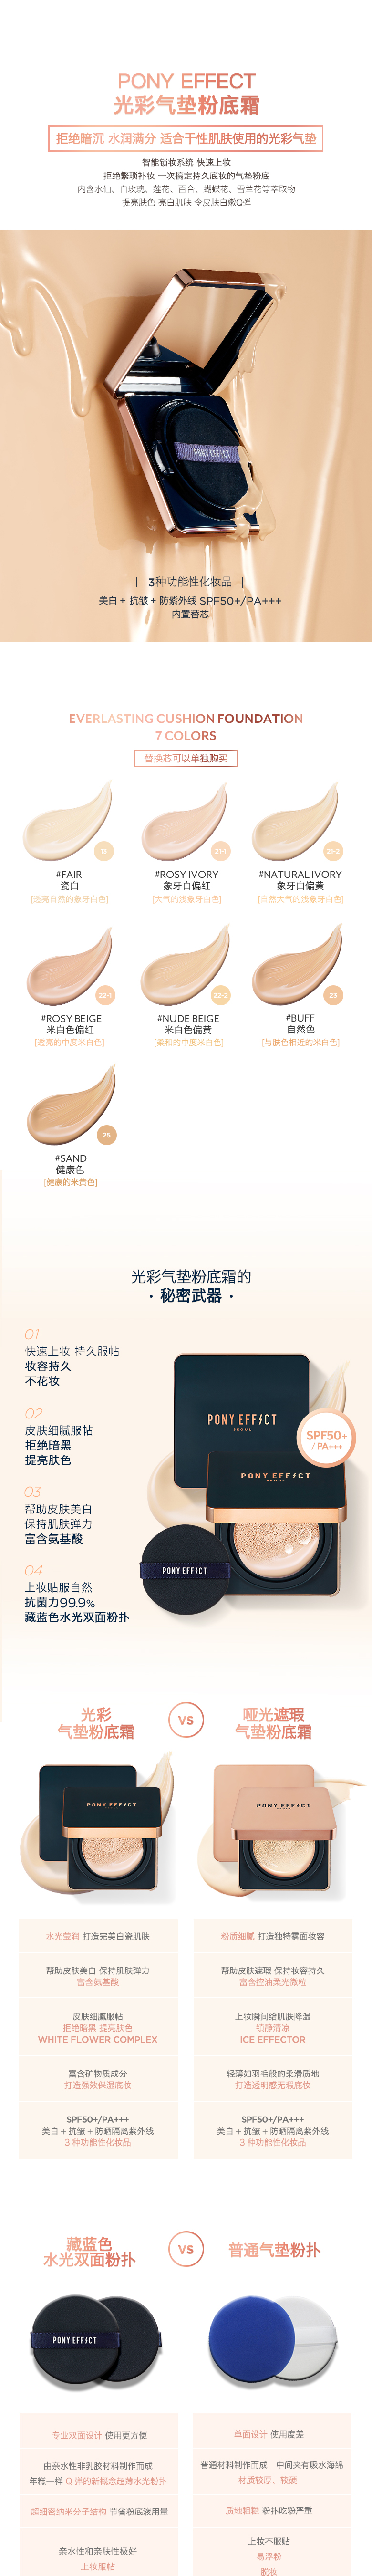 PONY EFFECT
光彩气垫粉底霜
拒绝暗沉 水润满分 适合干性肌肤使用的光彩气垫
智能锁妆系统 快速上妆
拒绝繁琐补妆 一次搞定持久底妆的气垫粉底
内含水仙、白玫瑰、莲花、百合、蝴蝶花、雪兰花等萃取物
提亮肤色 亮白肌肤 令皮肤白嫩Q弹
PONY EFFECT
3种功能性化妆品
美白 + 抗皱 + 防紫外线 SPF50+/PA+++
内置替芯
EVERLASTING CUSHION FOUNDATION
7 COLORS
替换芯可以单独购买
13
21-1
21-2
#FAIR
#ROSY IVORY
#NATURAL IVORY
瓷白
象牙白偏红
象牙白偏黄
[透亮自然的象牙白色]
[大气的浅象牙白色]
[自然大气的浅象牙白色]
22-1
22-2
23
#ROSY BEIGE
#NUDE BEIGE
#BUFF
米白色偏红
米白色偏黄
自然色
[透亮的中度米白色]
[柔和的中度米白色]
[与肤色相近的米白色]
25
#SAND
健康色
[健康的米黄色]
光彩气垫粉底霜的
· 秘密武器 ·
01
快速上妆 持久服帖
妆容持久
不花妆
02
皮肤细腻服帖
拒绝暗黑
提亮肤色
03
帮助皮肤美白
保持肌肤弹力
富含氨基酸
04
上妆贴服自然
抗菌力99.9%
藏蓝色水光双面粉扑
PONY EFFECT
SEOUL
SPF50+
/ PA+++
PONY EFFECT
SEOUL
PONY EFFECT
光彩
气垫粉底霜
VS
哑光遮瑕
气垫粉底霜
PONY EFFECT
PONY EFFECT
水光莹润 打造完美白瓷肌肤
粉质细腻 打造独特雾面妆容
帮助皮肤美白 保持肌肤弹力
富含氨基酸
帮助皮肤遮瑕 保持妆容持久
富含控油柔光微粒
皮肤细腻服帖
拒绝暗黑 提亮肤色
WHITE FLOWER COMPLEX
上妆瞬间给肌肤降温
镇静清凉
ICE EFFECTOR
富含矿物质成分
打造强效保温底妆
轻薄如羽毛般的柔滑质地
打造透明感无瑕底妆
SPF50+/PA+++
美白 + 抗皱 + 防晒隔离紫外线
3 种功能性化妆品
SPF50+/PA+++
美白 + 抗皱 + 防晒隔离紫外线
3 种功能性化妆品
藏蓝色
水光双面粉扑
VS
普通气垫粉扑
PONY EFFECT
专业双面设计 使用更方便
单面设计 使用度差
由亲水性非乳胶材料制作而成
年糕一样 Q 弹的新概念超薄水光粉扑
普通材料制作而成，中间夹有吸水海绵
材质较厚、较硬
超细密纳米分子结构 节省粉底液用量
质地粗糙 粉扑吃粉严重
亲水性和亲肤性极好
上妆服帖
上妆不服贴
易浮粉
脱妆